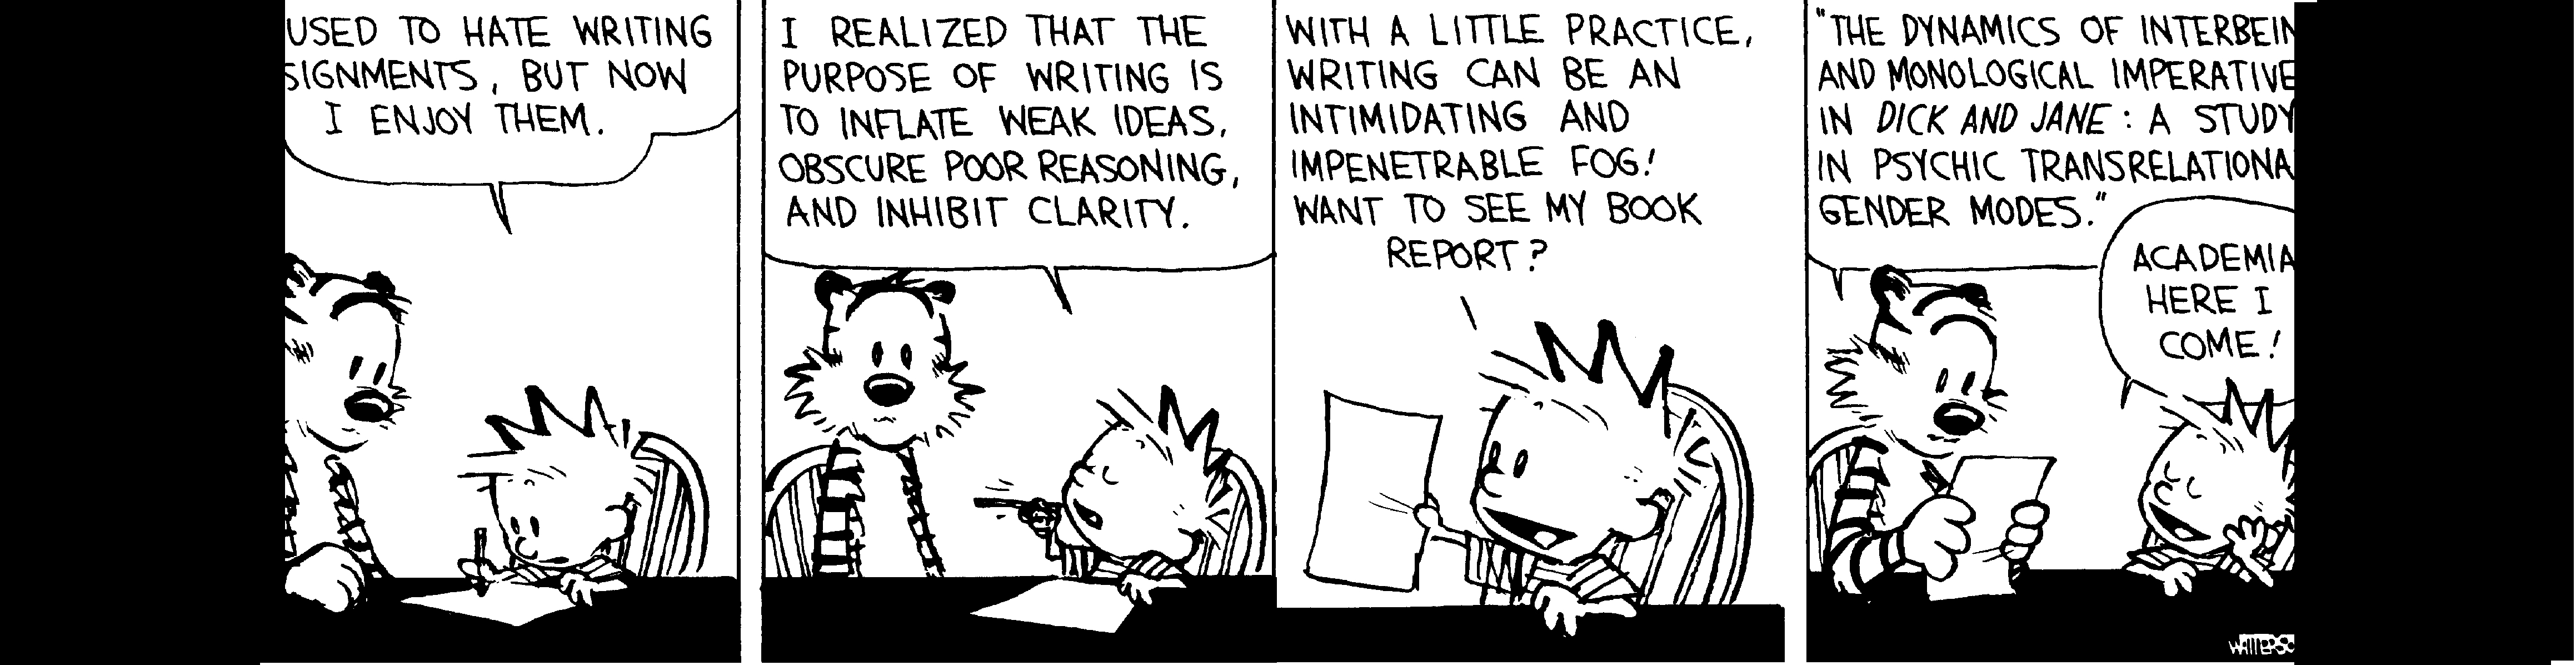 USED TO HATE WRITING
SIGNMENTS, BUT NOW
I ENJOY THEM.
I REALIZED THAT THE
PURPOSE OF WRITING IS
TO INFLATE WEAK IDEAS,
OBSCURE POOR REASONING,
AND INHIBIT CLARITY.
WITH A LITTLE PRACTICE,
WRITING CAN BE AN
INTIMIDATING AND
IMPENETRABLE FOG!
WANT TO SEE MY BOOK
REPORT?
"THE DYNAMICS OF INTERBEIN
AND MONOLOGICAL IMPERATIVE
IN DICK AND JANE : A STUDY
IN PSYCHIC TRANSRELATIONA
GENDER MODES."
ACADEMIA
HERE I
COME!